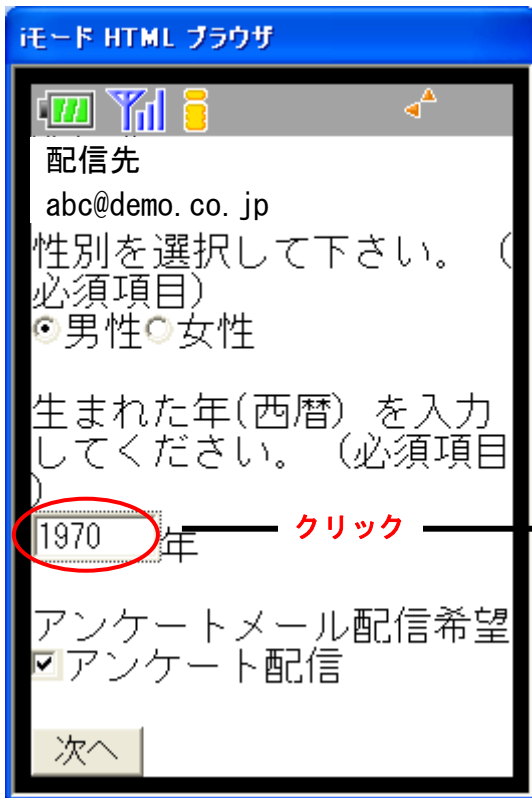 iモード HTML ブラウザ
配信先
abc@demo.co.jp
性別を選択して下さい。（
必須項目）
男性 女性
生まれた年(西暦）を入力
してください。（必須項目
）
1970 年 クリック
アンケートメール配信希望
アンケート配信
次へ